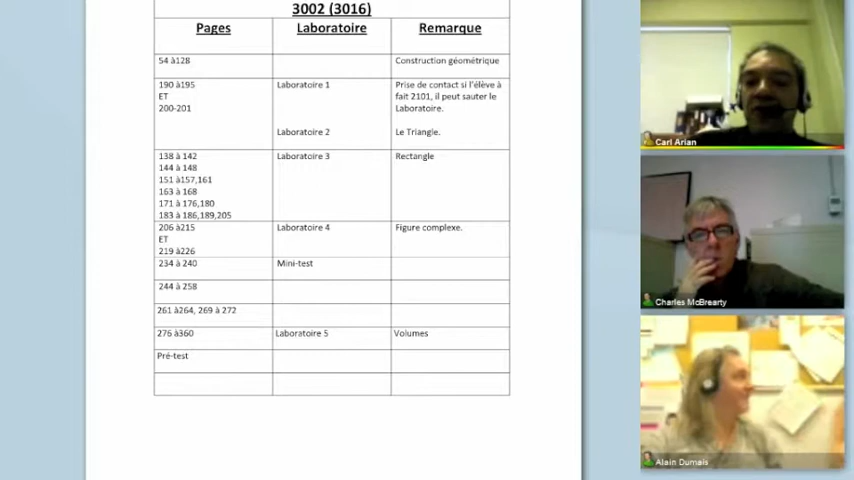 3002 (3016)
Pages Laboratoire Remarque
54 à128 Construction géométrique
190 à195 Laboratoire 1 Prise de contact si l'élève à
ET fait 2101, il peut sauter le
200-201 Laboratoire.
Laboratoire 2 Le Triangle.
138 à 142 Laboratoire 3 Rectangle
144 à 148
151 à157,161
163 à 168
171 à 176,180
183 à 186,189,205
206 à215 Laboratoire 4 Figure complexe.
ET
219 à226
234 à 240 Mini-test
244 à 258
261 à264, 269 à 272
276 à360 Laboratoire 5 Volumes
Pré-test
Carl Arian
Charles McBrearty
Alain Dumais